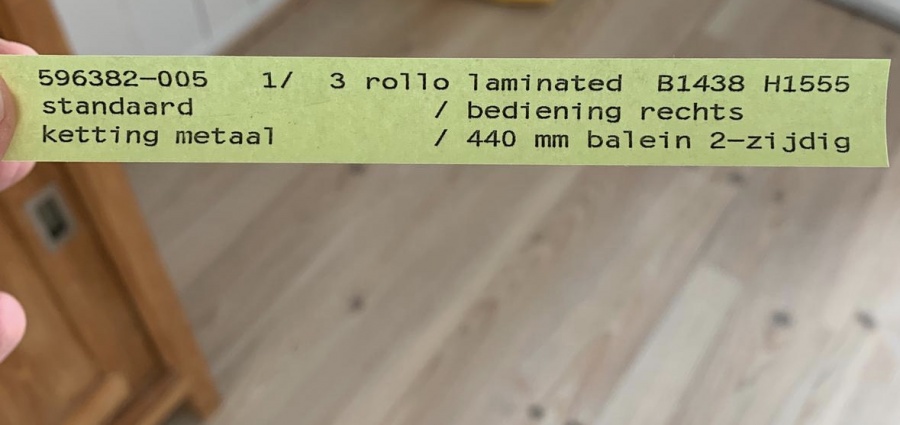 596382-005 1/ 3 rollo laminated B1438 H1555
standaard / bediening rechts
ketting metaal / 440 mm balein 2-zijdig